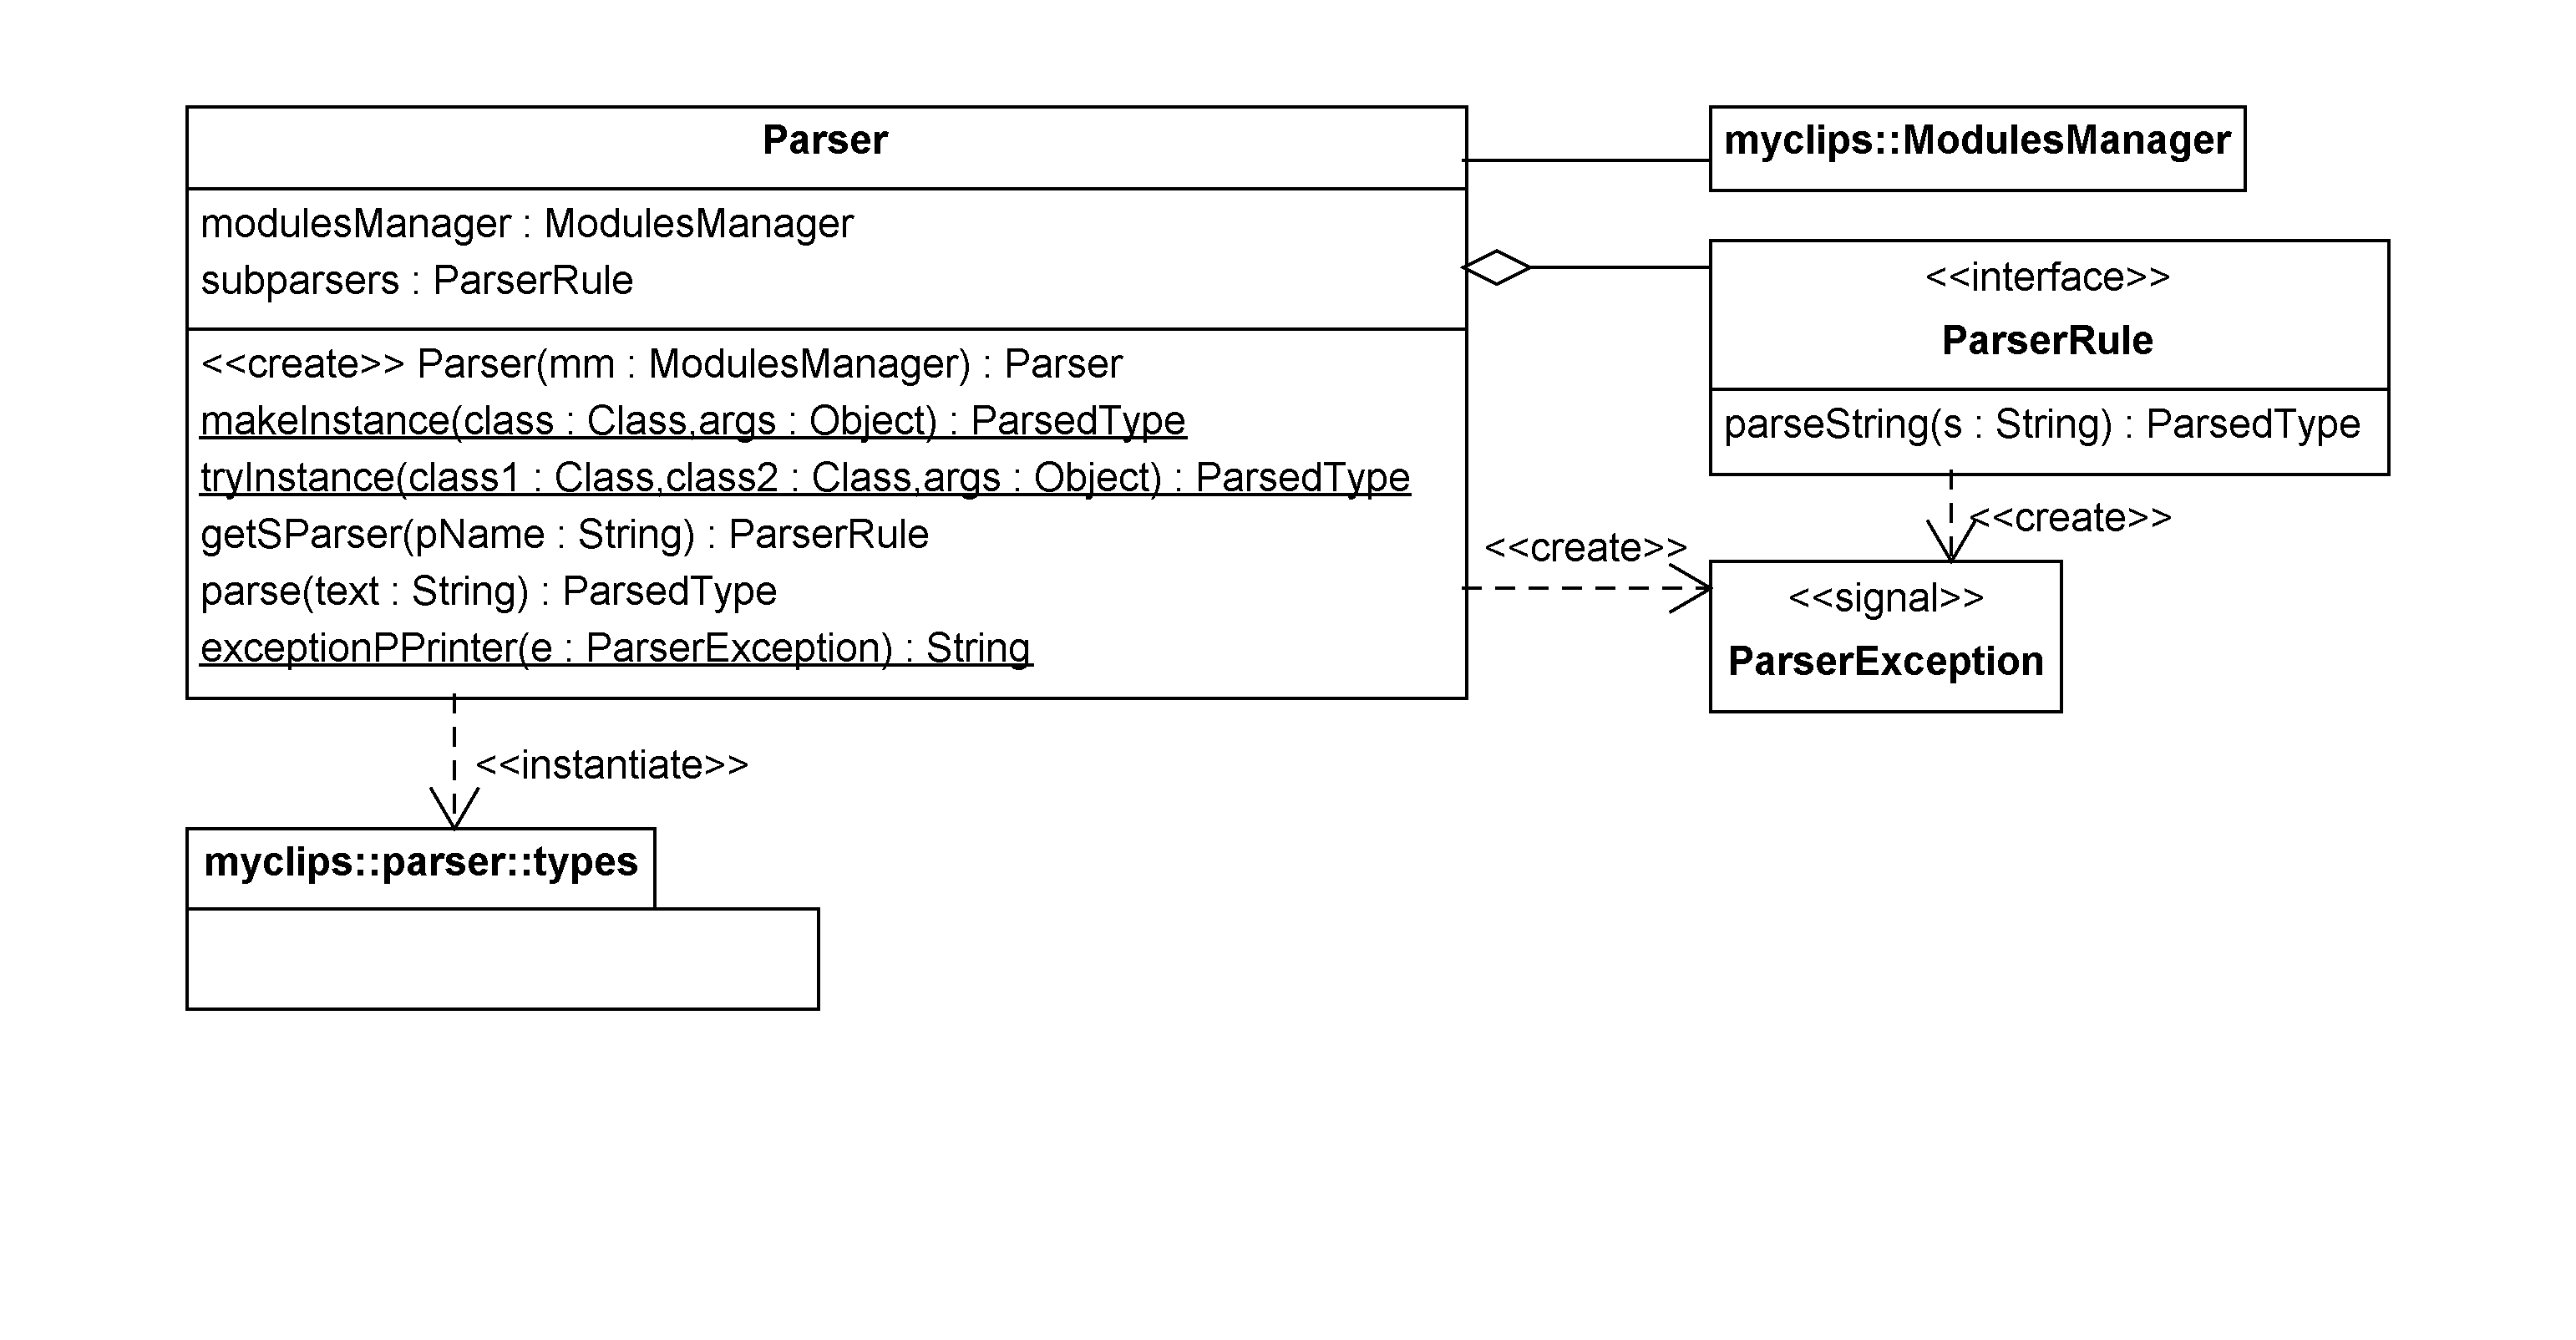 Parser
modulesManager : ModulesManager
subparsers : ParserRule
<<create>> Parser(mm : ModulesManager) : Parser
makeInstance(class : Class,args : Object) : ParsedType
tryInstance(class1 : Class,class2 : Class,args : Object) : ParsedType
getSParser(pName : String) : ParserRule
parse(text : String) : ParsedType
exceptionPPrinter(e : ParserException) : String
myclips::ModulesManager
<<interface>>
ParserRule
parseString(s : String) : ParsedType
<<create>>
<<create>>
<<signal>>
ParserException
<<instantiate>>
myclips::parser::types